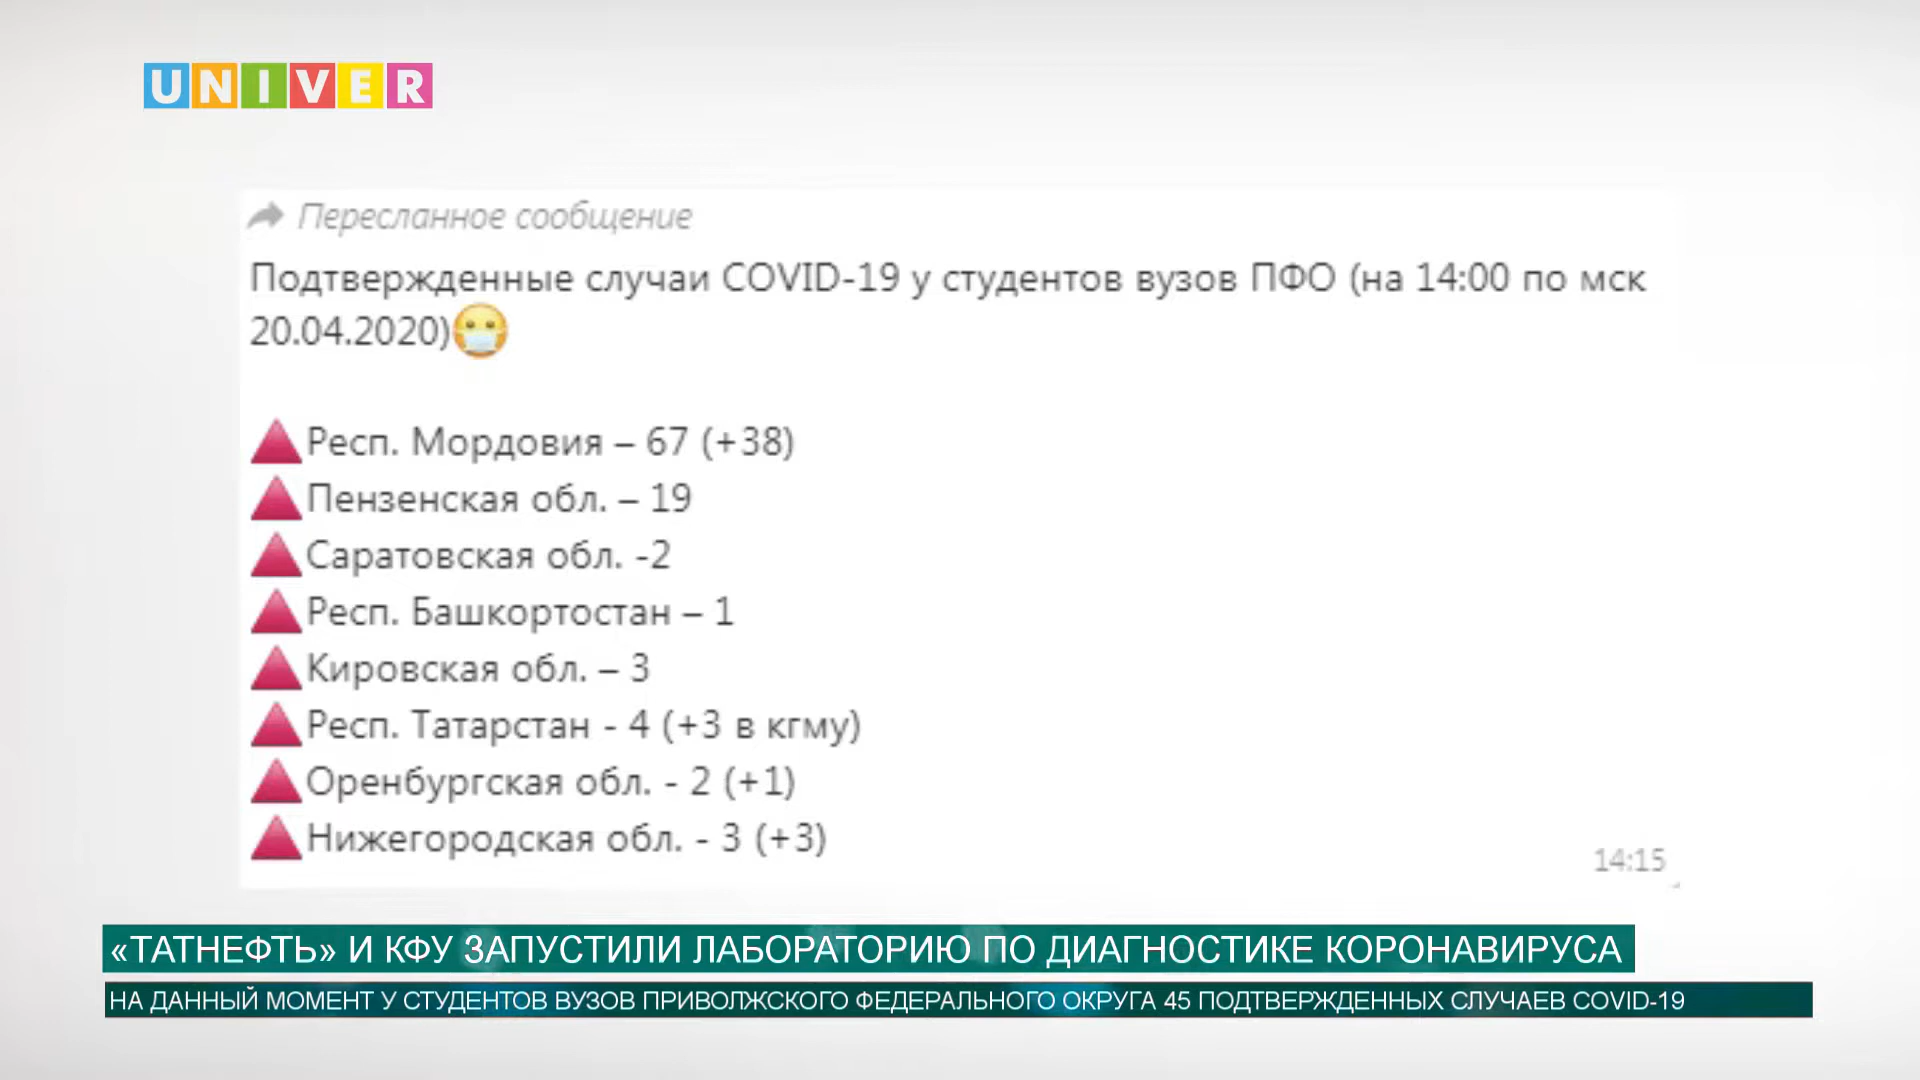 UNIVER
Пересланное сообщение
Подтвержденные случаи COVID-19 у студентов вузов ПФО (на 14:00 по мск
20.04.2020)😷
🔺Респ. Мордовия – 67 (+38)
🔺Пензенская обл. – 19
🔺Саратовская обл. -2
🔺Респ. Башкортостан – 1
🔺Кировская обл. – 3
🔺Респ. Татарстан - 4 (+3 в кгму)
🔺Оренбургская обл. - 2 (+1)
🔺Нижегородская обл. - 3 (+3)
14:15
«ТАТНЕФТЬ» И КФУ ЗАПУСТИЛИ ЛАБОРАТОРИЮ ПО ДИАГНОСТИКЕ КОРОНАВИРУСА
НА ДАННЫЙ МОМЕНТ У СТУДЕНТОВ ВУЗОВ ПРИВОЛЖСКОГО ФЕДЕРАЛЬНОГО ОКРУГА 45 ПОДТВЕРЖДЕННЫХ СЛУЧАЕВ COVID-19